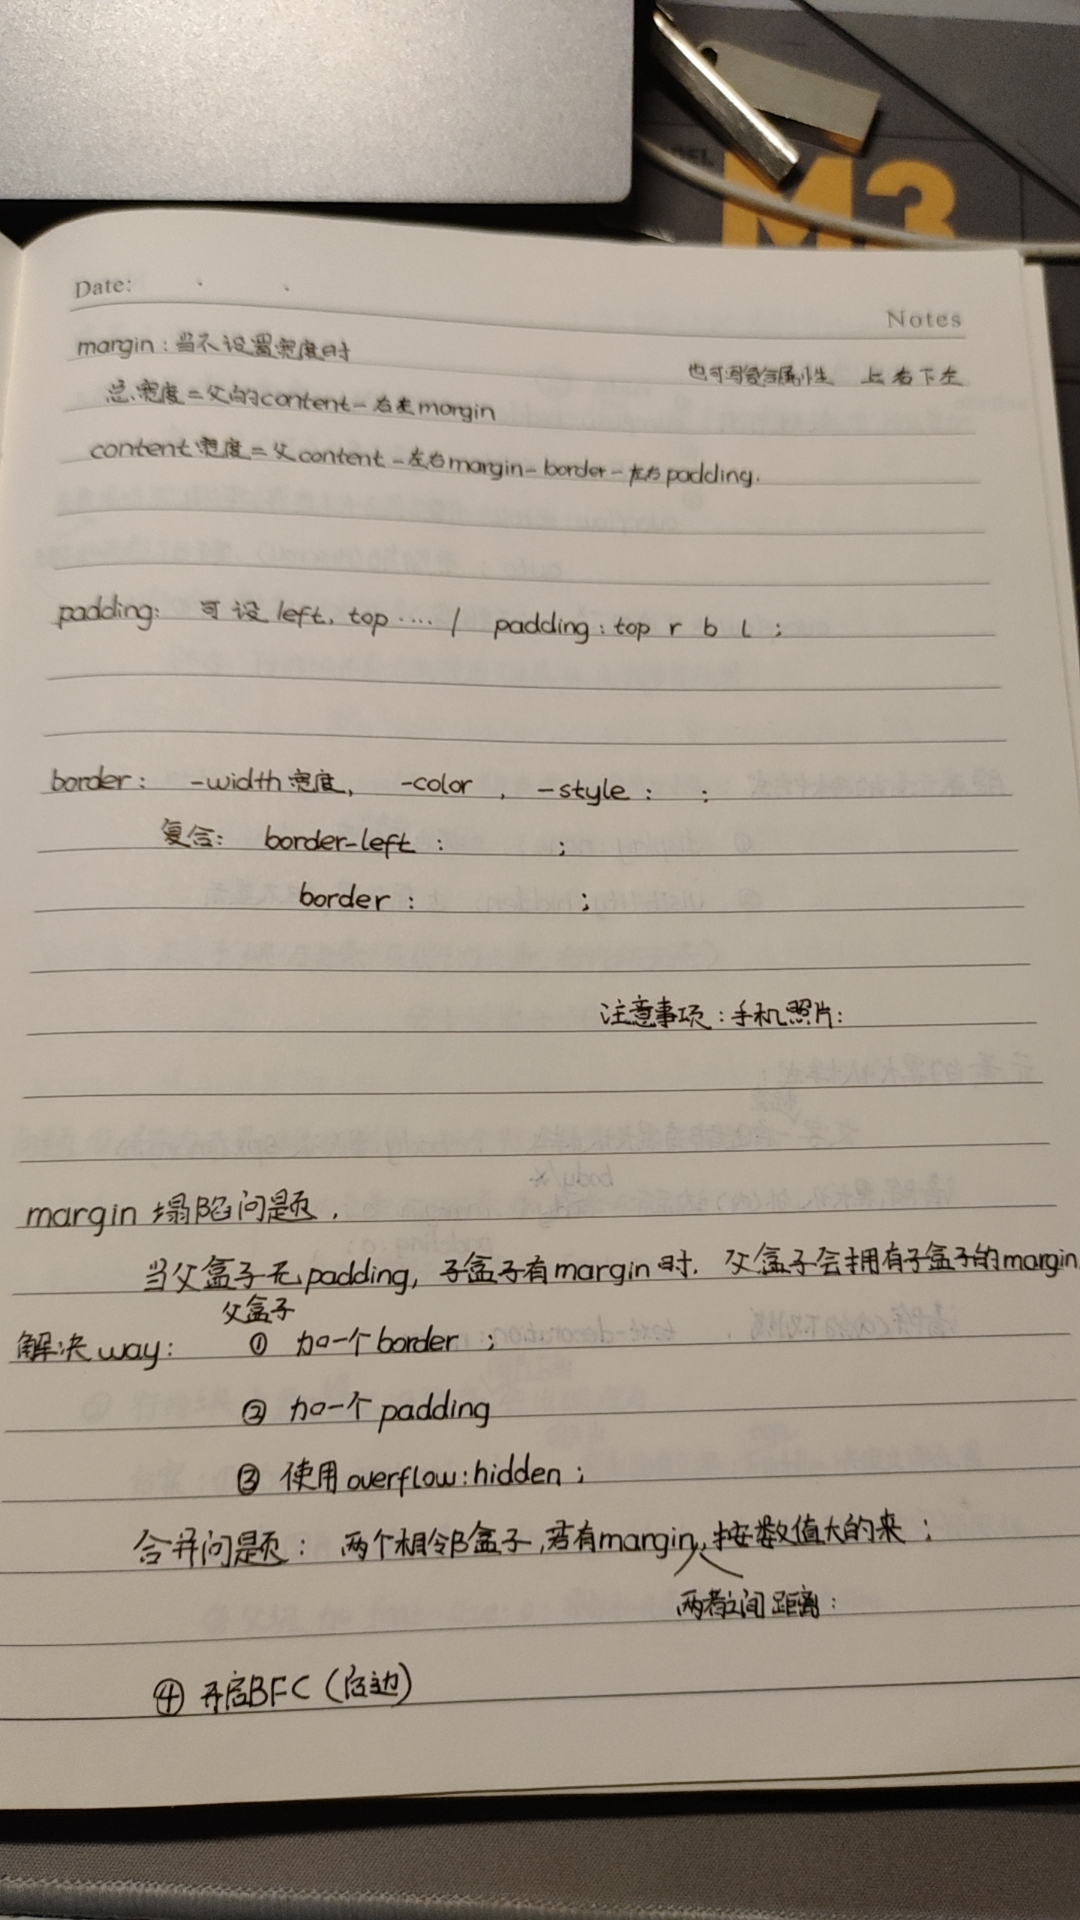 M3
Date:
Notes
margin：当不设置宽度时
也可写复合属性 上右下左
总宽度=父的content-右左margin
content宽度=父content-左右margin-border-左右padding.
padding: 可设 left, top .... / padding: top r b l ;
border: -width宽度, -color , -style : ;
复合: border-left : ;
border : ;
注意事项：手机照片：
margin 塌陷问题,
当父盒子无padding, 子盒子有margin时, 父盒子会拥有子盒子的margin
父盒子
解决way: ① 加一个border ;
② 加一个padding
③ 使用overflow:hidden ;
合并问题： 两个相邻盒子,若有margin,按数值大的来；
两者之间距离：
④ 开启BFC (后边)